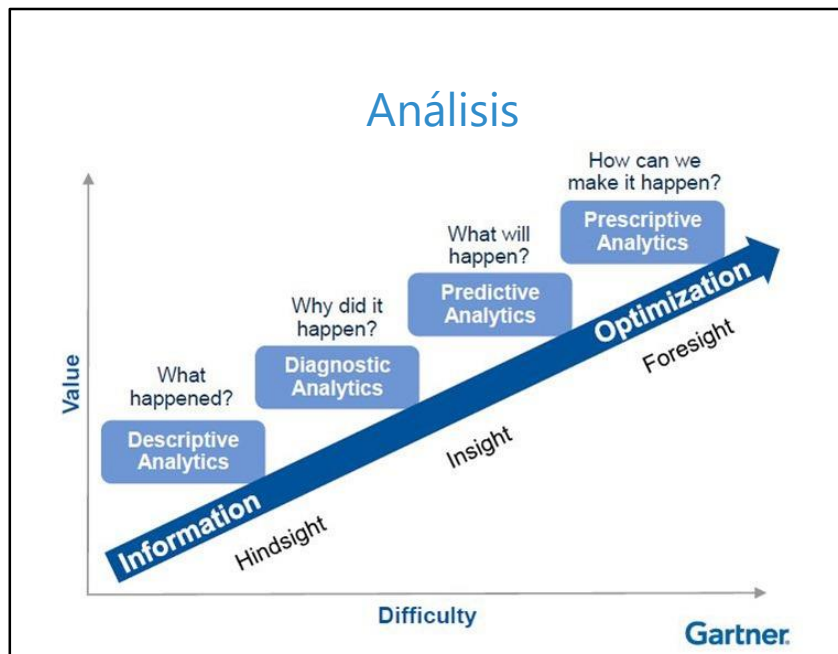 Análisis
How can we
make it happen?
Prescriptive
Analytics
What will
happen?
Predictive
Analytics
Why did it
happen?
Diagnostic
Analytics
What
happened?
Descriptive
Analytics
Value
Information
Optimization
Hindsight
Insight
Foresight
Difficulty
Gartner.